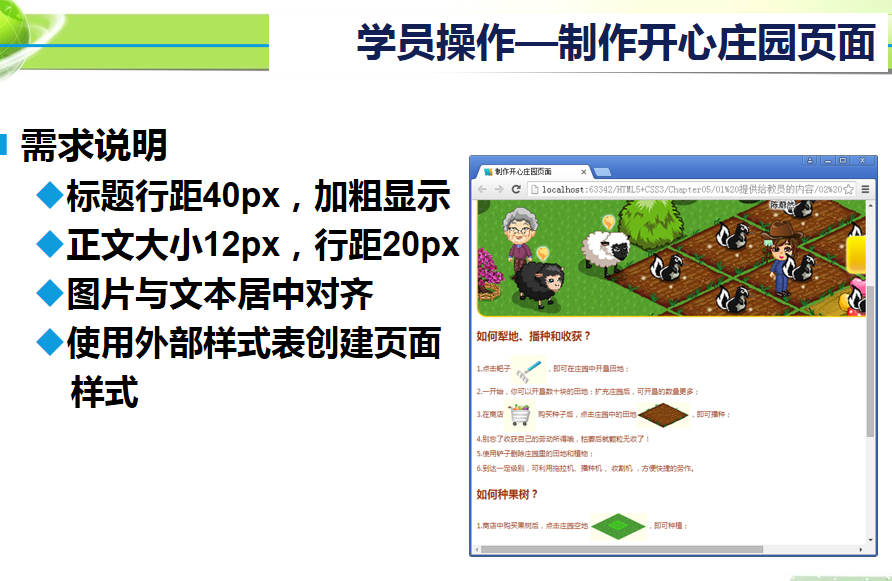 学员操作—制作开心庄园页面
需求说明
标题行距40px，加粗显示
正文大小12px，行距20px
图片与文本居中对齐
使用外部样式表创建页面
样式
制作开心庄园页面
localhost:63342/HTML5+CSS3/Chapter05/01%20提供给教员的内容/02%20
如何犁地、播种和收获？
1.点击耙子，即可在庄园中开垦田地；
2.一开始，你可以开垦数十块的田地；扩充庄园后，可开垦的数量更多；
3.在商店 购买种子后，点击庄园中的田地，即可播种；
4.别忘了收获自己的劳动所得哦，枯萎后就颗粒无收了！
5.使用铲子删除庄园里的田地和植物；
6.到达一定级别，可利用拖拉机、播种机、收割机，方便快捷的劳作。
如何种果树？
1.商店中购买果树后，点击庄园空地，即可种植；